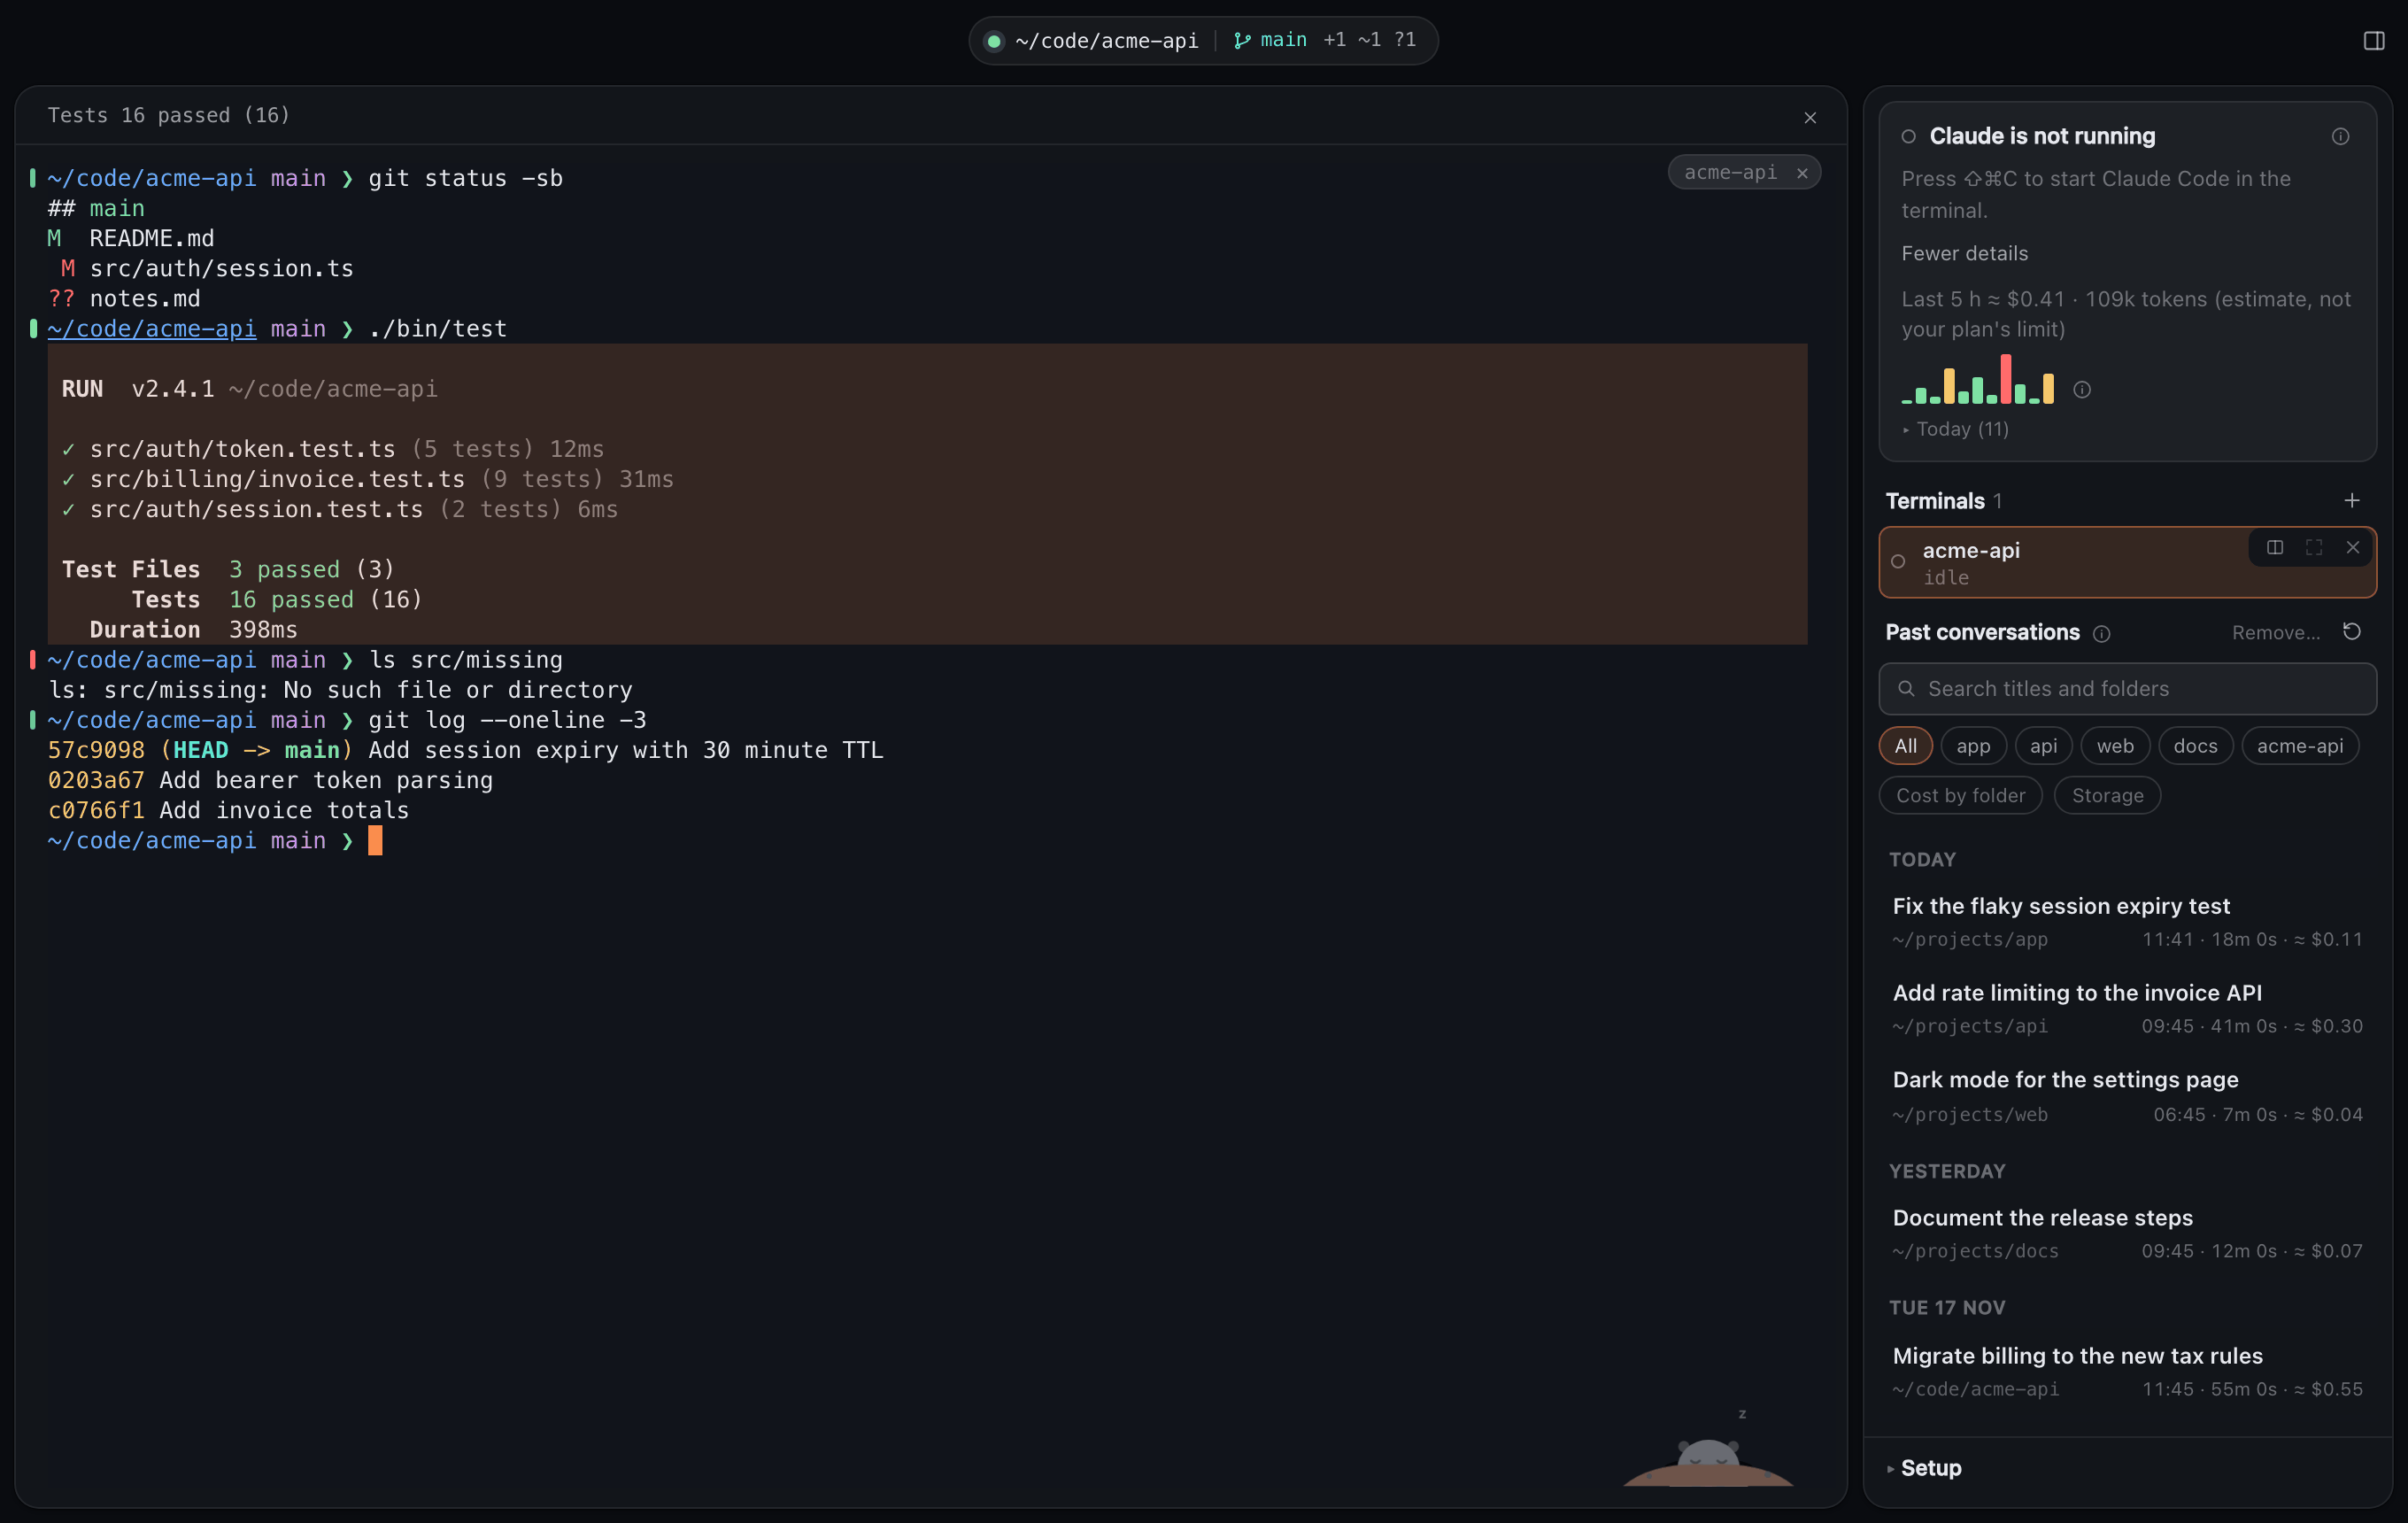 ~/code/acme-api main +1 ~1 ?1
Tests 16 passed (16)
acme-api
~/code/acme-api main ❯ git status -sb
## main
M  README.md
 M src/auth/session.ts
?? notes.md
~/code/acme-api main ❯ ./bin/test
RUN  v2.4.1 ~/code/acme-api
✓ src/auth/token.test.ts (5 tests) 12ms
✓ src/billing/invoice.test.ts (9 tests) 31ms
✓ src/auth/session.test.ts (2 tests) 6ms
Test Files  3 passed (3)
Tests  16 passed (16)
Duration  398ms
~/code/acme-api main ❯ ls src/missing
ls: src/missing: No such file or directory
~/code/acme-api main ❯ git log --oneline -3
57c9098 (HEAD -> main) Add session expiry with 30 minute TTL
0203a67 Add bearer token parsing
c0766f1 Add invoice totals
~/code/acme-api main ❯
z
Claude is not running
Press ⇧⌘C to start Claude Code in the
terminal.
Fewer details
Last 5 h ≈ $0.41 · 109k tokens (estimate, not
your plan's limit)
▸ Today (11)
Terminals 1
acme-api
idle
Past conversations
Remove...
Search titles and folders
All app api web docs acme-api
Cost by folder Storage
TODAY
Fix the flaky session expiry test
~/projects/app 11:41 · 18m 0s · ≈ $0.11
Add rate limiting to the invoice API
~/projects/api 09:45 · 41m 0s · ≈ $0.30
Dark mode for the settings page
~/projects/web 06:45 · 7m 0s · ≈ $0.04
YESTERDAY
Document the release steps
~/projects/docs 09:45 · 12m 0s · ≈ $0.07
TUE 17 NOV
Migrate billing to the new tax rules
~/code/acme-api 11:45 · 55m 0s · ≈ $0.55
▸ Setup